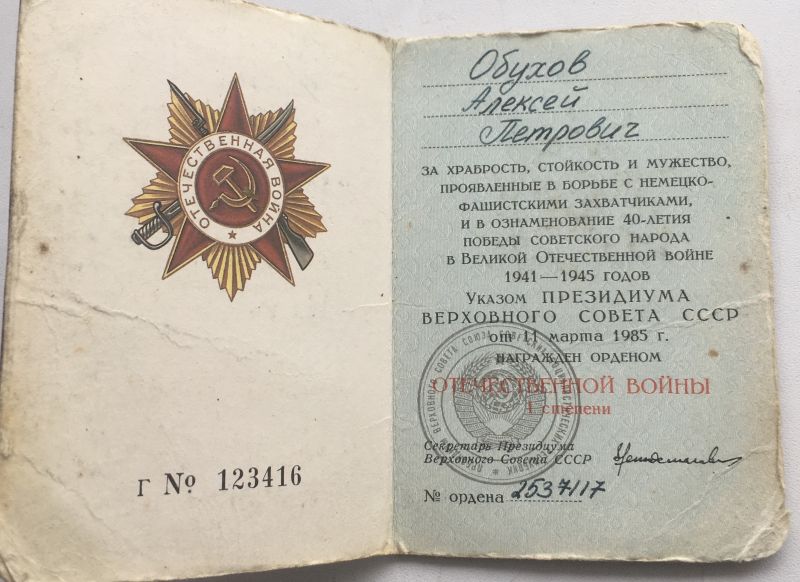 ОТЕЧЕСТВЕННАЯ ВОЙНА
Г № 123416
Обухов
Алексей
Петрович
ЗА ХРАБРОСТЬ, СТОЙКОСТЬ И МУЖЕСТВО,
ПРОЯВЛЕННЫЕ В БОРЬБЕ С НЕМЕЦКО-
ФАШИСТСКИМИ ЗАХВАТЧИКАМИ,
И В ОЗНАМЕНОВАНИЕ 40-ЛЕТИЯ
ПОБЕДЫ СОВЕТСКОГО НАРОДА
В ВЕЛИКОЙ ОТЕЧЕСТВЕННОЙ ВОЙНЕ
1941—1945 ГОДОВ
УКАЗОМ ПРЕЗИДИУМА
ВЕРХОВНОГО СОВЕТА СССР
от 11 марта 1985 г.
НАГРАЖДЕН ОРДЕНОМ
ОТЕЧЕСТВЕННОЙ ВОЙНЫ
I степени
Секретарь Президиума
Верховного Совета СССР
№ ордена 2537117